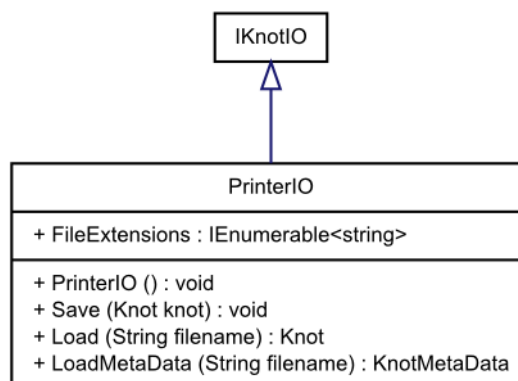 IKnotIO
PrinterIO
+ FileExtensions : IEnumerable<string>
+ PrinterIO () : void
+ Save (Knot knot) : void
+ Load (String filename) : Knot
+ LoadMetaData (String filename) : KnotMetaData